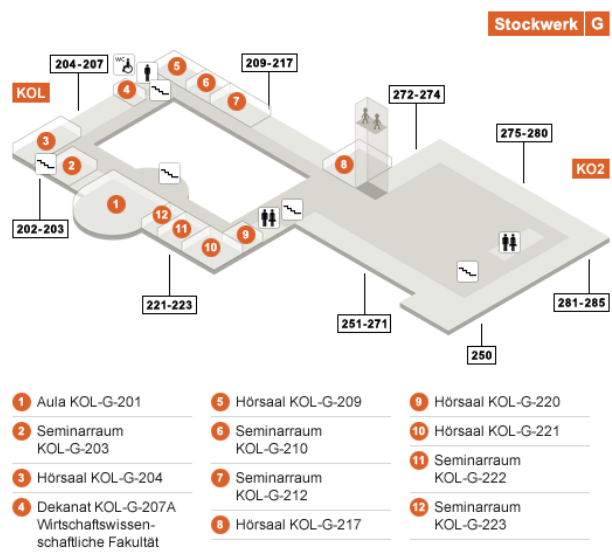 Stockwerk G
WC
204-207
209-217
5
6
KOL
4
7
272-274
275-280
3
8
KO2
2
1
12
11
9
10
202-203
221-223
251-271
281-285
250
1 Aula KOL-G-201
2 Seminarraum
KOL-G-203
3 Hörsaal KOL-G-204
4 Dekanat KOL-G-207A
Wirtschaftswissen-
schaftliche Fakultät
5 Hörsaal KOL-G-209
6 Seminarraum
KOL-G-210
7 Seminarraum
KOL-G-212
8 Hörsaal KOL-G-217
9 Hörsaal KOL-G-220
10 Hörsaal KOL-G-221
11 Seminarraum
KOL-G-222
12 Seminarraum
KOL-G-223